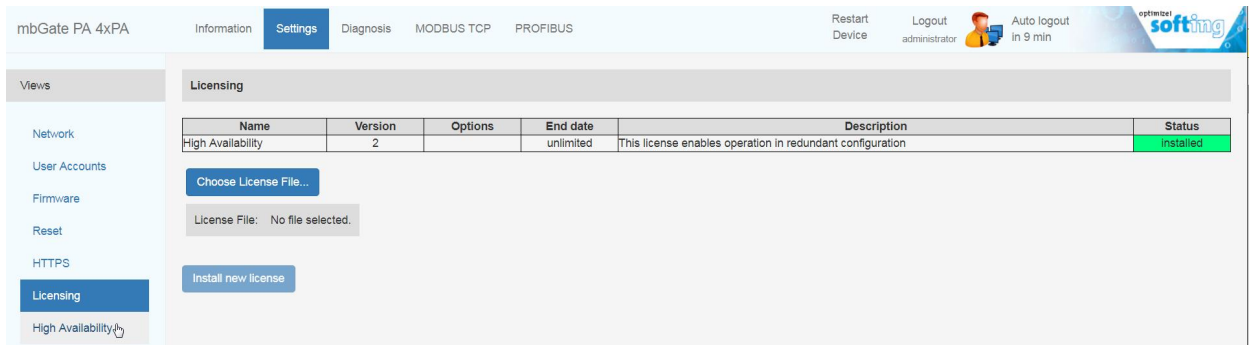 mbGate PA 4xPA
Information Settings Diagnosis MODBUS TCP PROFIBUS
Restart Device
Logout
administrator
Auto logout
in 9 min
optimize!
softing
Views
Network
User Accounts
Firmware
Reset
HTTPS
Licensing
High Availability
Licensing
Name Version Options End date Description Status
High Availability 2 unlimited This license enables operation in redundant configuration installed
Choose License File...
License File: No file selected.
Install new license